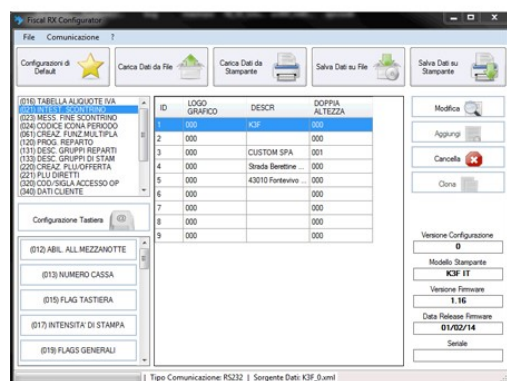 Fiscal RX Configurator
File Comunicazione ?
Configurazioni di Default
Carica Dati da File
Carica Dati da Stampante
Salva Dati su File
Salva Dati su Stampante
(016) TABELLA ALIQUOTE IVA
(021) INTEST. SCONTRINO
(023) MESS. FINE SCONTRINO
(024) CODICE ICONA PERIODO
(061) CREAZ. FUNZ.MULTIPLA
(120) PROG. REPARTO
(131) DESC. GRUPPI REPARTI
(133) DESC. GRUPPI DI STAM
(220) CREAZ. PLU/OFFERTA
(221) PLU DIRETTI
(320) COD/SIGLA ACCESSO OP
(340) DATI CLIENTE
Configurazione Tastiera
(012) ABIL. ALL.MEZZANOTTE
(013) NUMERO CASSA
(015) FLAG TASTIERA
(017) INTENSITA' DI STAMPA
(019) FLAGS GENERALI
ID LOGO GRAFICO DESCR DOPPIA ALTEZZA
1 000 K3F 000
2 000 000
3 000 CUSTOM SPA 001
4 000 Strada Berettine ... 000
5 000 43010 Fontevivo ... 000
6 000 000
7 000 000
8 000 000
9 000 000
Modifica
Aggiungi
Cancella
Clona
Versione Configurazione
0
Modello Stampante
K3F IT
Versione Firmware
1.16
Data Release Firmware
01/02/14
Seriale
| Tipo Comunicazione: RS232 | Sorgente Dati: K3F_0.xml